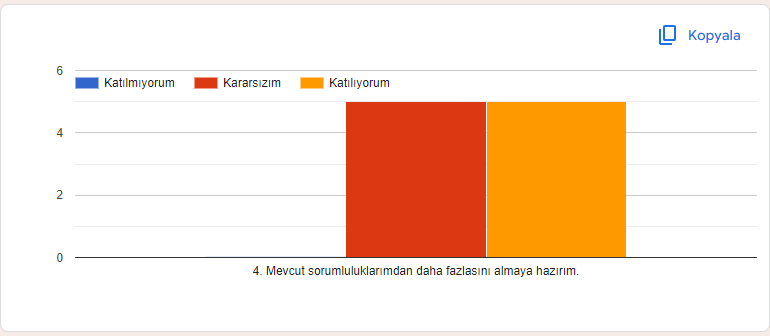 Kopyala
6
Katılmıyorum Kararsızım Katılıyorum
4
2
0
4. Mevcut sorumluluklarımdan daha fazlasını almaya hazırım.